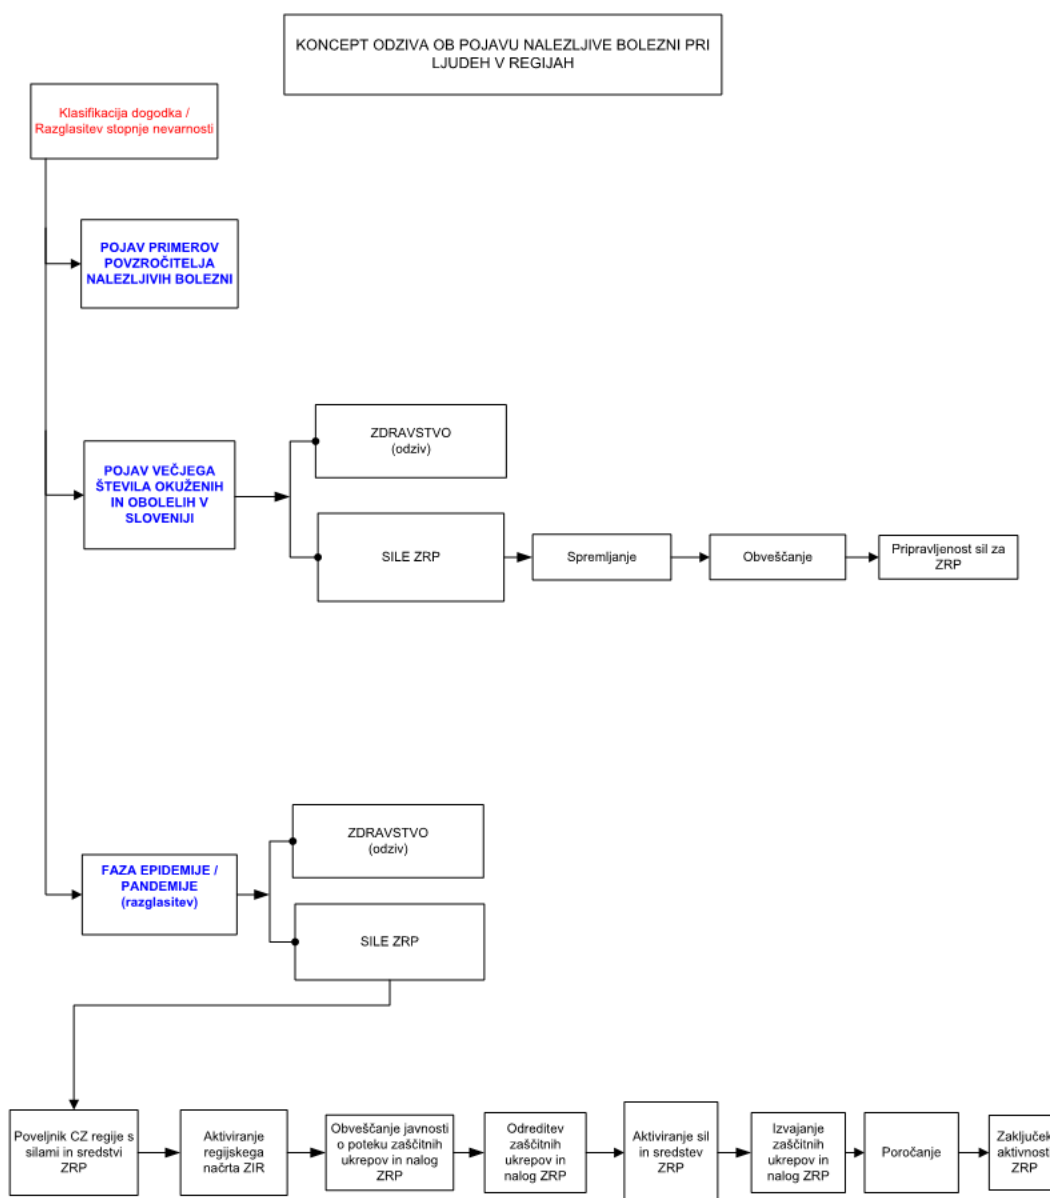 KONCEPT ODZIVA OB POJAVU NALEZLJIVE BOLEZNI PRI
LJUDEH V REGIJAH
Klasifikacija dogodka /
Razglasitev stopnje nevarnosti
POJAV PRIMEROV
POVZROČITELJA
NALEZLJIVIH BOLEZNI
POJAV VEČJEGA
ŠTEVILA OKUŽENIH
IN OBOLELIH V
SLOVENIJI
ZDRAVSTVO
(odziv)
SILE ZRP
Spremljanje
Obveščanje
Pripravljenost sil za
ZRP
FAZA EPIDEMIJE /
PANDEMIJE
(razglasitev)
ZDRAVSTVO
(odziv)
SILE ZRP
Poveljnik CZ regije s
silami in sredstvi
ZRP
Aktiviranje
regijskega
načrta ZIR
Obveščanje javnosti
o poteku zaščitnih
ukrepov in nalog
ZRP
Odreditev
zaščitnih
ukrepov in
nalog ZRP
Aktiviranje sil
in sredstev
ZRP
Izvajanje
zaščitnih
ukrepov in
nalog ZRP
Poročanje
Zaključek
aktivnost
ZRP